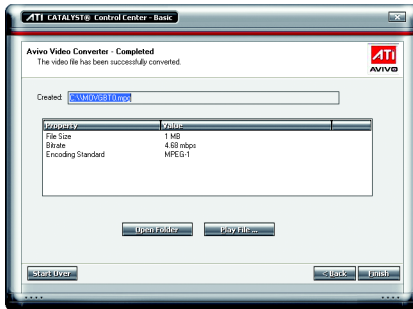 ATI CATALYST® Control Center - Basic
Avivo Video Converter - Completed
The video file has been successfully converted.
ATI
AVIVO
Created: C:\\MOVGBT0.mpg
Property Value
File Size 1 MB
Bitrate 4.68 mbps
Encoding Standard MPEG-1
Open Folder Play File ...
Start Over < Back Finish